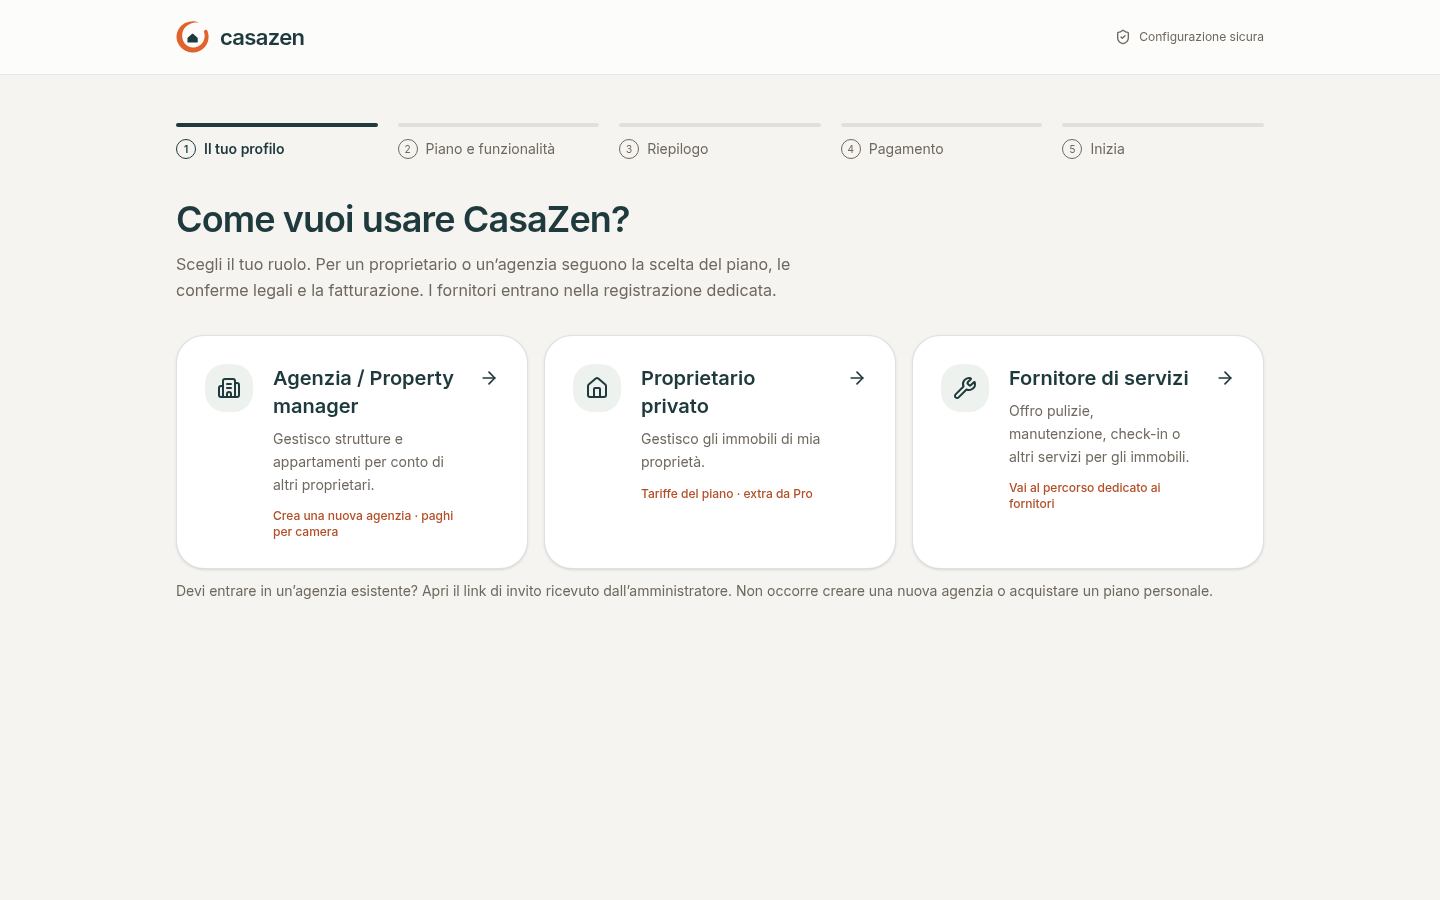 casazen
Configurazione sicura
1 Il tuo profilo
2 Piano e funzionalità
3 Riepilogo
4 Pagamento
5 Inizia
Come vuoi usare CasaZen?
Scegli il tuo ruolo. Per un proprietario o un‘agenzia seguono la scelta del piano, le
conferme legali e la fatturazione. I fornitori entrano nella registrazione dedicata.
Agenzia / Property
manager
Gestisco strutture e
appartamenti per conto di
altri proprietari.
Crea una nuova agenzia · paghi
per camera
Proprietario
privato
Gestisco gli immobili di mia
proprietà.
Tariffe del piano · extra da Pro
Fornitore di servizi
Offro pulizie,
manutenzione, check-in o
altri servizi per gli immobili.
Vai al percorso dedicato ai
fornitori
Devi entrare in un’agenzia esistente? Apri il link di invito ricevuto dall’amministratore. Non occorre creare una nuova agenzia o acquistare un piano personale.